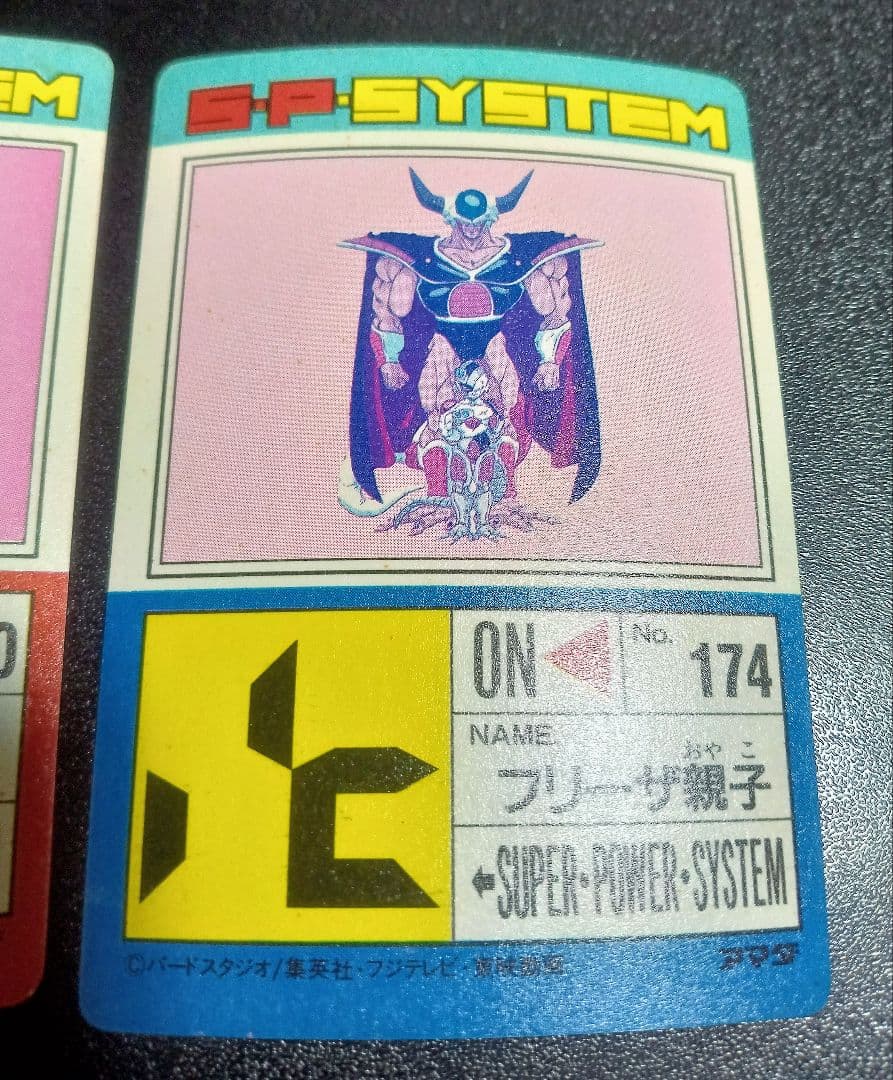 EM
S・P・SYSTEM
ON
No.
174
NAME
おや こ
フリーザ親子
←SUPER・POWER・SYSTEM
©バードスタジオ/集英社・フジテレビ・東映動画
アマダ